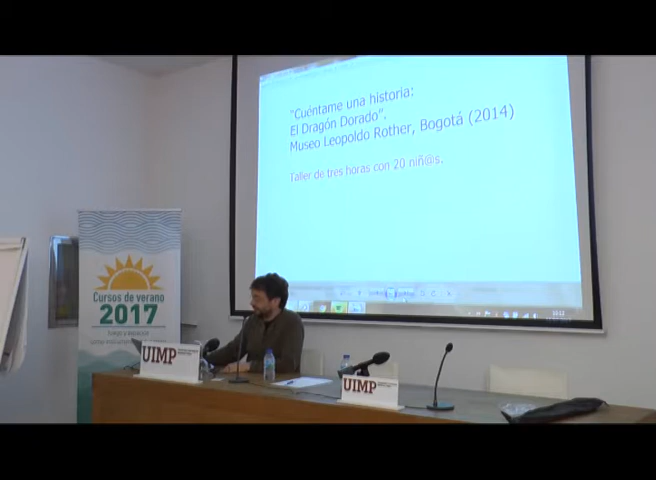 "Cuéntame una historia:
El Dragón Dorado".
Museo Leopoldo Rother, Bogotá (2014)
Taller de tres horas con 20 niñ@s.
Cursos de verano
2017
UIMP
UIMP